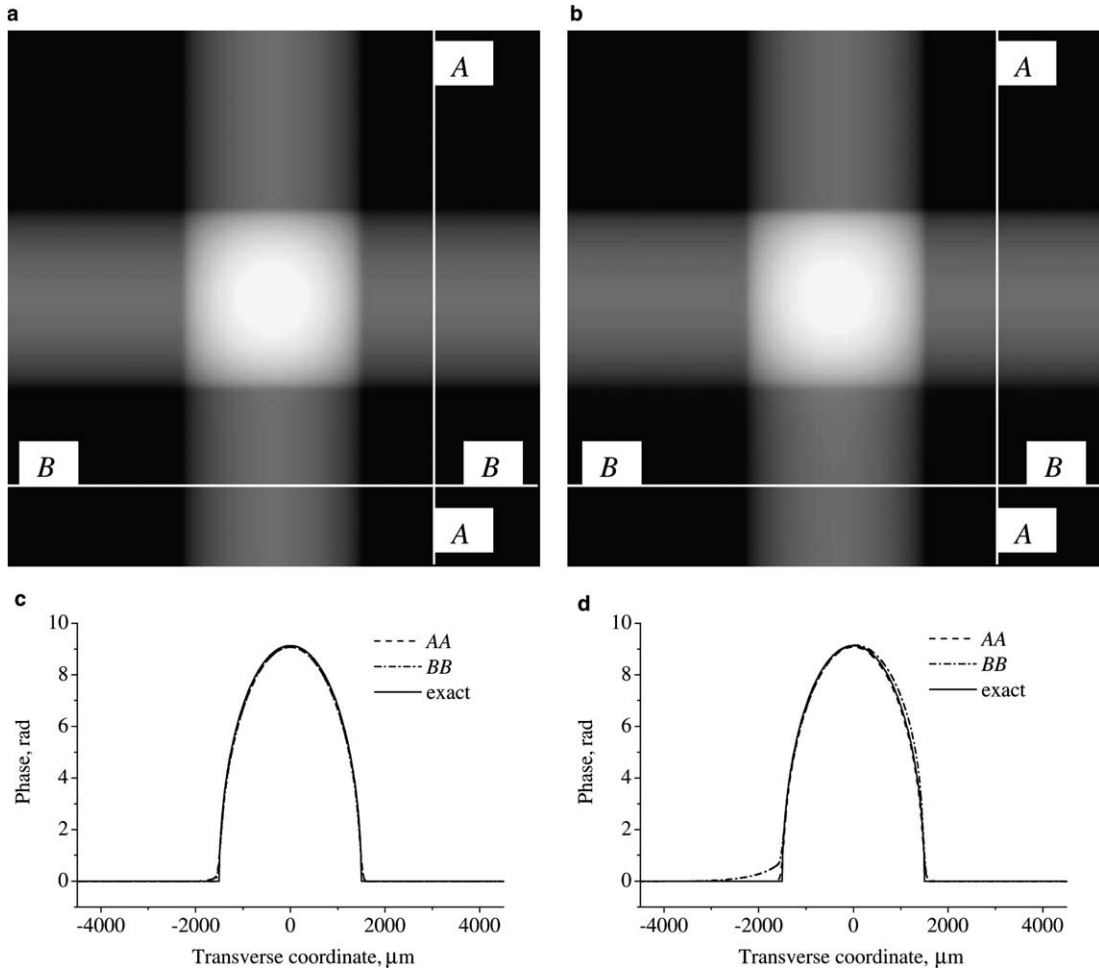 a
b
A
A
B
B
B
B
A
A
c
d
10
8
6
4
2
0
Phase, rad
AA
BB
exact
-4000
-2000
0
2000
4000
Transverse coordinate, μm
10
8
6
4
2
0
Phase, rad
AA
BB
exact
-4000
-2000
0
2000
4000
Transverse coordinate, μm